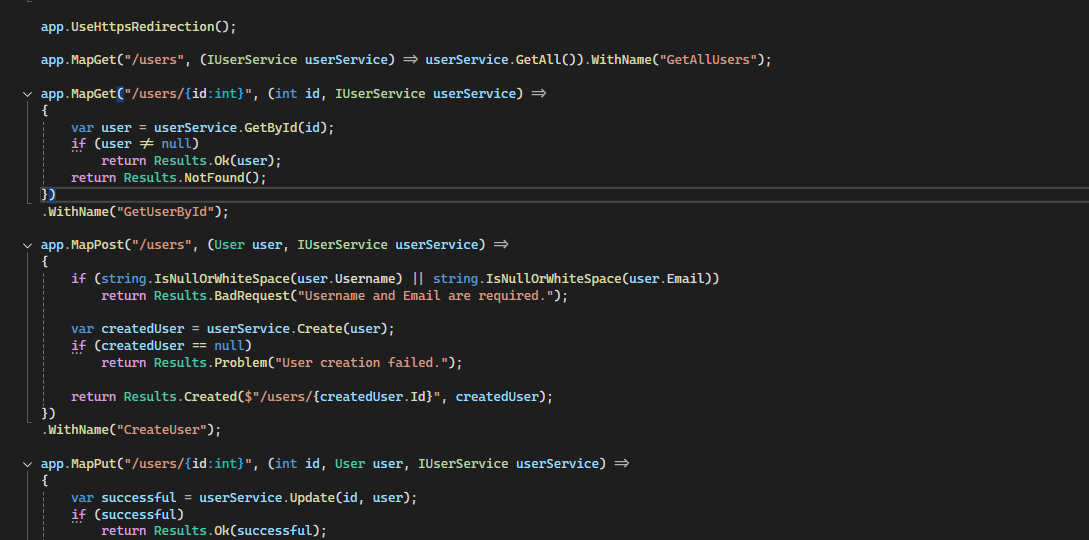 app.UseHttpsRedirection();
app.MapGet("/users", (IUserService userService) => userService.GetAll()).WithName("GetAllUsers");
app.MapGet("/users/{id:int}", (int id, IUserService userService) =>
{
var user = userService.GetById(id);
if (user != null)
return Results.Ok(user);
return Results.NotFound();
})
.WithName("GetUserById");
app.MapPost("/users", (User user, IUserService userService) =>
{
if (string.IsNullOrWhiteSpace(user.Username) || string.IsNullOrWhiteSpace(user.Email))
return Results.BadRequest("Username and Email are required.");
var createdUser = userService.Create(user);
if (createdUser == null)
return Results.Problem("User creation failed.");
return Results.Created($"/users/{createdUser.Id}", createdUser);
})
.WithName("CreateUser");
app.MapPut("/users/{id:int}", (int id, User user, IUserService userService) =>
{
var successful = userService.Update(id, user);
if (successful)
return Results.Ok(successful);